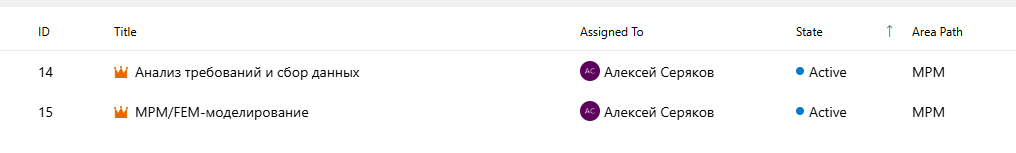 ID Title Assigned To State ↑ Area Path
14 Анализ требований и сбор данных АС Алексей Серяков Active MPM
15 MPM/FEM-моделирование АС Алексей Серяков Active MPM